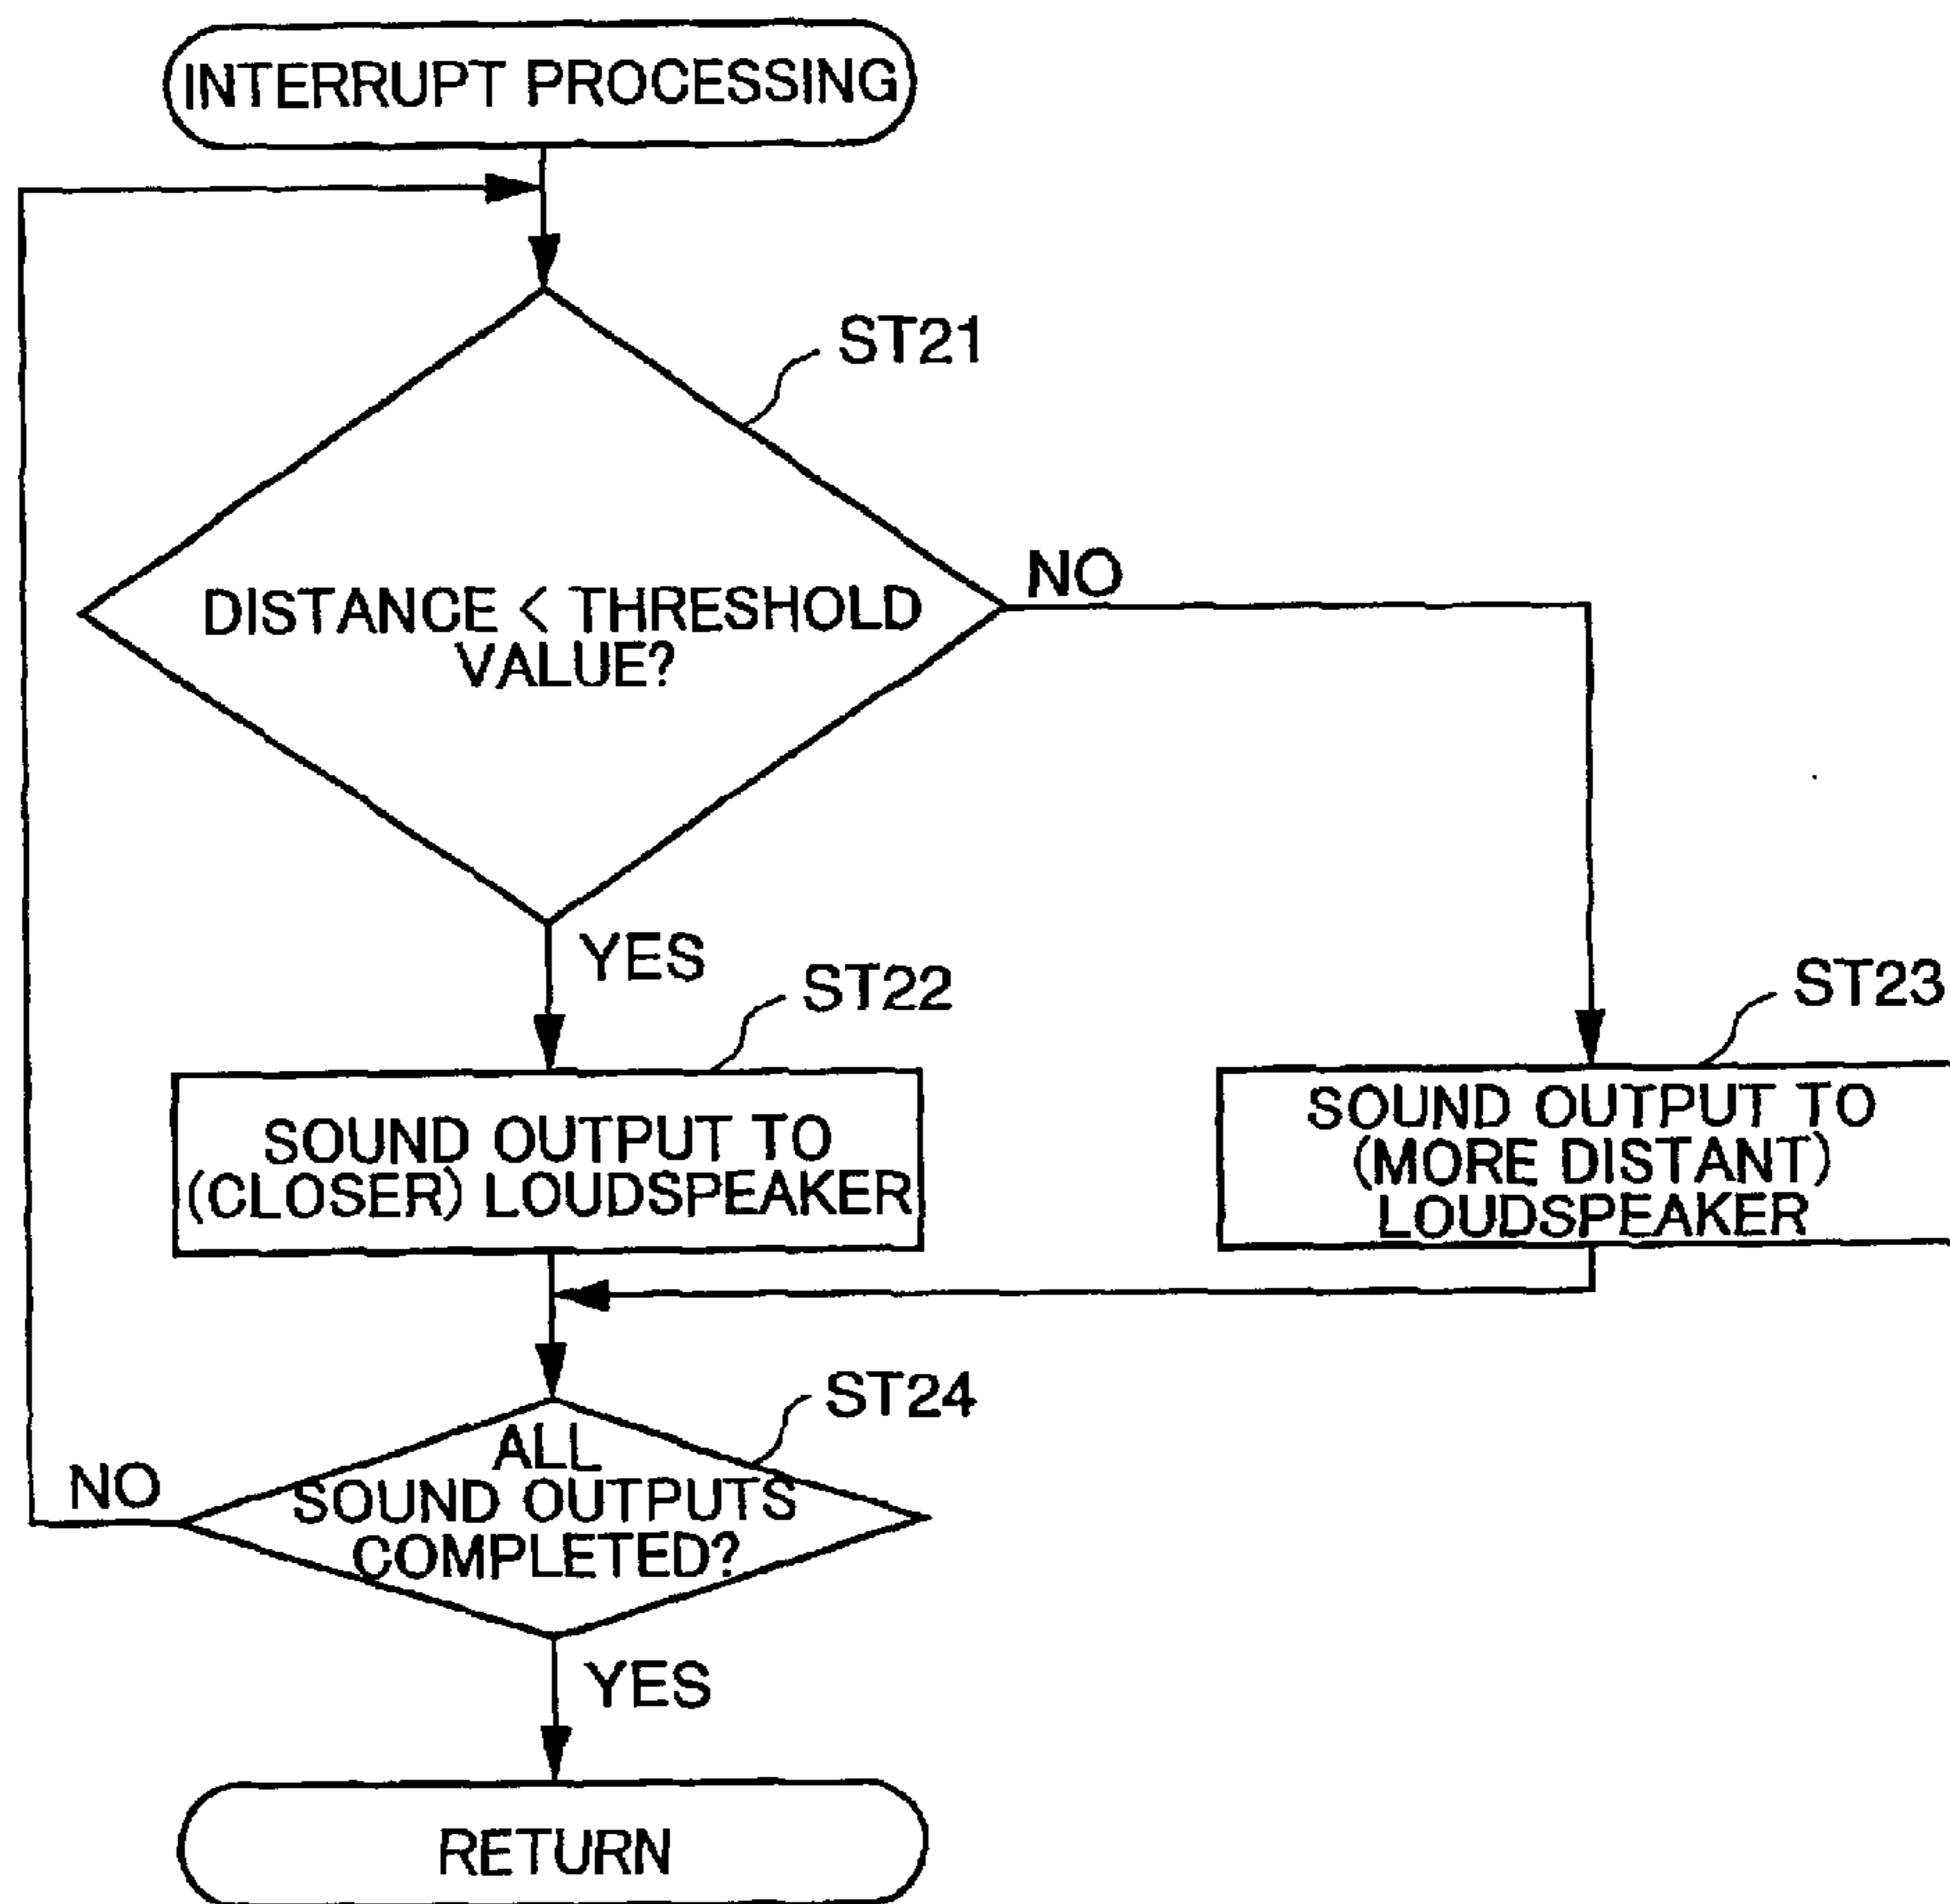 INTERRUPT PROCESSING
ST21
DISTANCE < THRESHOLD
VALUE?
NO
YES
ST22
SOUND OUTPUT TO
(CLOSER) LOUDSPEAKER
ST23
SOUND OUTPUT TO
(MORE DISTANT)
LOUDSPEAKER
ST24
ALL
SOUND OUTPUTS
COMPLETED?
NO
YES
RETURN